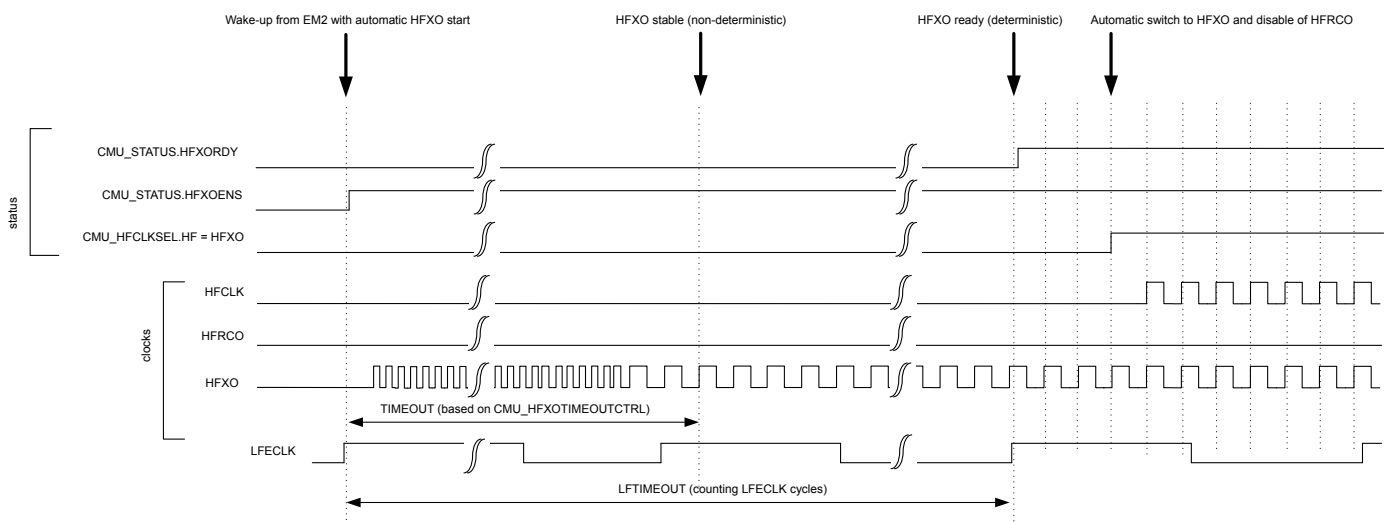 Wake-up from EM2 with automatic HFXO start
HFXO stable (non-deterministic)
HFXO ready (deterministic)
Automatic switch to HFXO and disable of HFRCO
status
CMU_STATUS.HFXORDY
CMU_STATUS.HFXOENS
CMU_HFCLKSEL.HF = HFXO
clocks
HFCLK
HFRCO
HFXO
TIMEOUT (based on CMU_HFXOTIMEOUTCTRL)
LFECLK
LFTIMEOUT (counting LFECLK cycles)